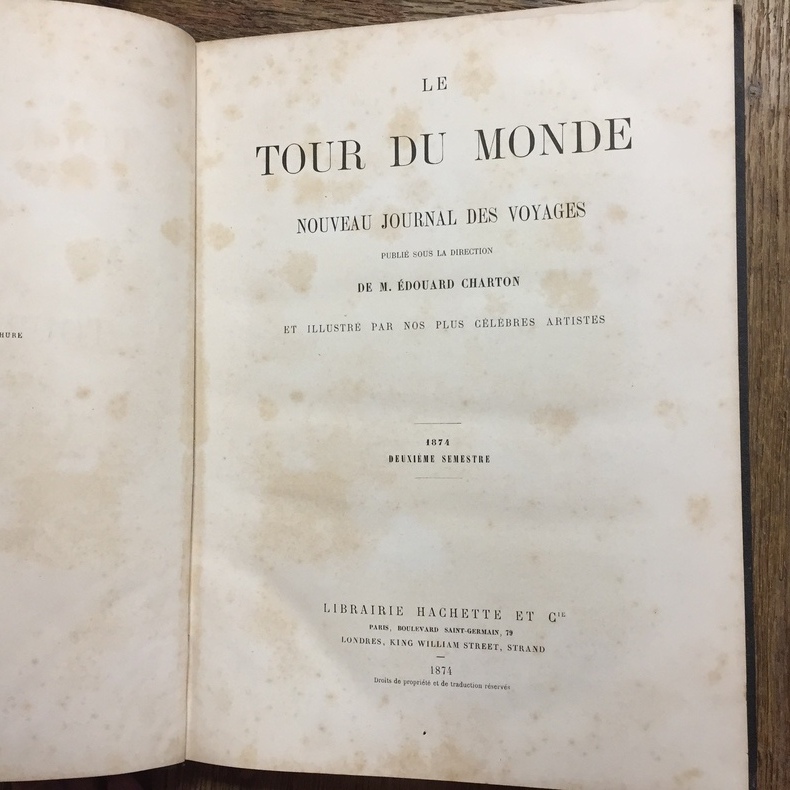 HURE
LE
TOUR DU MONDE
NOUVEAU JOURNAL DES VOYAGES
PUBLIÉ SOUS LA DIRECTION
DE M. ÉDOUARD CHARTON
ET ILLUSTRÉ PAR NOS PLUS CÉLÈBRES ARTISTES
1874
DEUXIÈME SEMESTRE
LIBRAIRIE HACHETTE ET CIE
PARIS, BOULEVARD SAINT-GERMAIN, 79
LONDRES, KING WILLIAM STREET, STRAND
1874
Droits de propriété et de traduction réservés